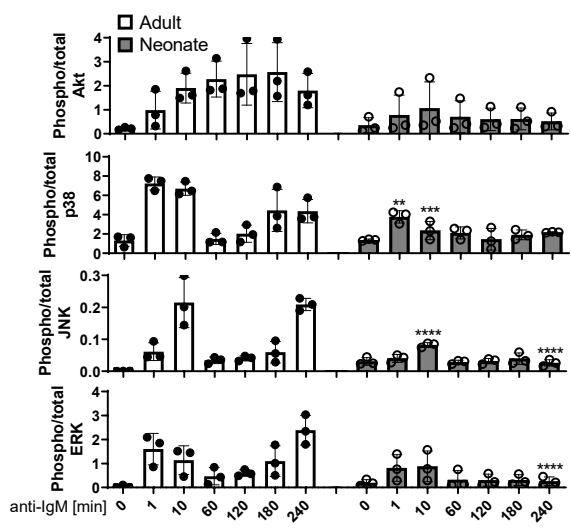 Adult
Neonate
Phospho/total
Akt
4
3
2
1
0
Phospho/total
p38
10
8
6
4
2
0
**
***
Phospho/total
JNK
0.3
0.2
0.1
0.0
****
****
Phospho/total
ERK
4
3
2
1
0
****
anti-IgM [min]
0 1 10 60 120 180 240 0 1 10 60 120 180 240